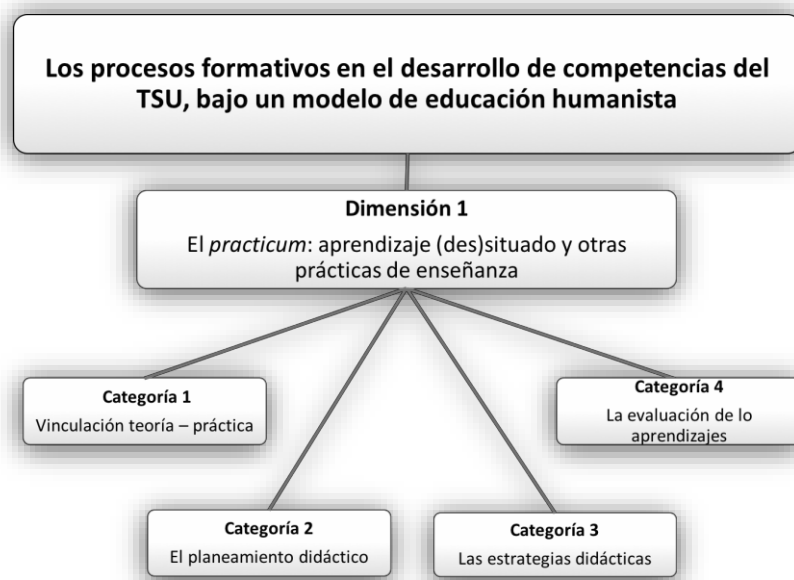 Los procesos formativos en el desarrollo de competencias del
TSU, bajo un modelo de educación humanista
Dimensión 1
El practicum: aprendizaje (des)situado y otras
prácticas de enseñanza
Categoría 1
Vinculación teoría – práctica
Categoría 4
La evaluación de lo
aprendizajes
Categoría 2
El planeamiento didáctico
Categoría 3
Las estrategias didácticas